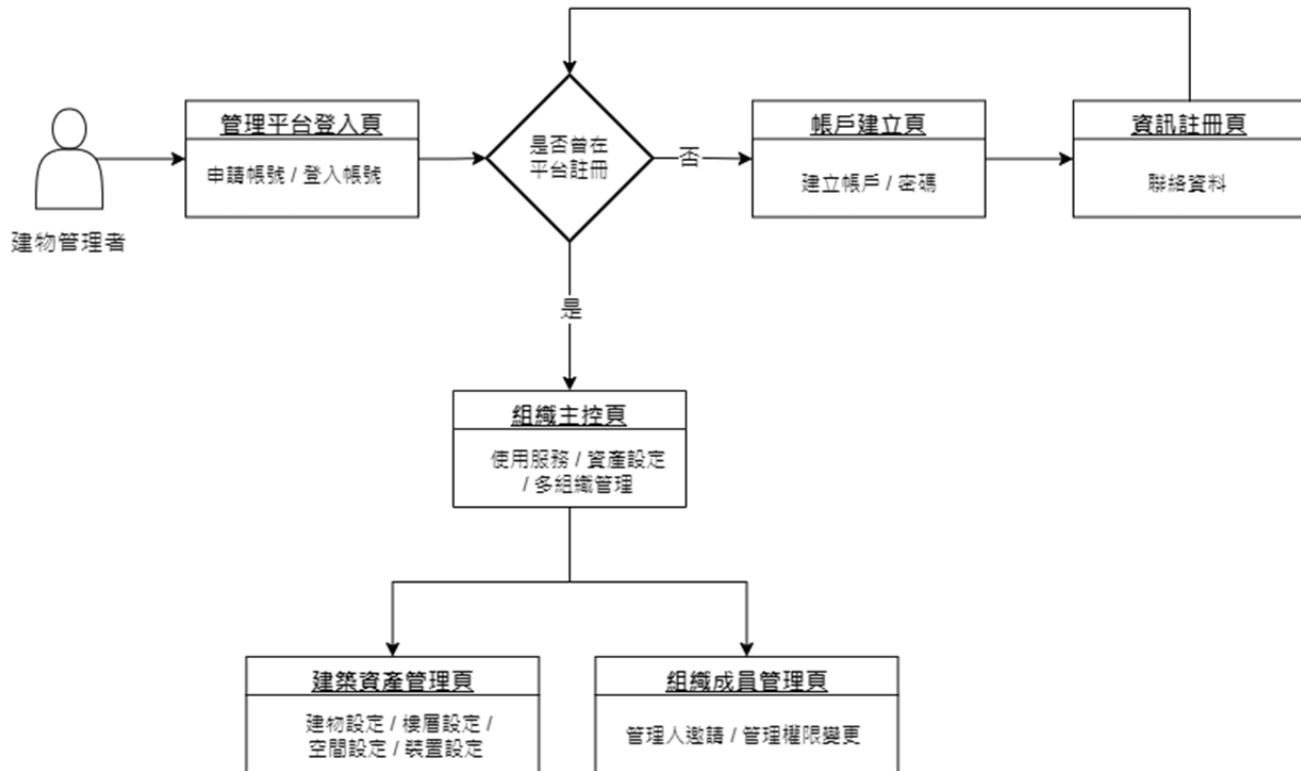 管理平台登入頁
申請帳號 / 登入帳號
建物管理者
是否曾在
平台註冊
否
帳戶建立頁
建立帳戶 / 密碼
資訊註冊頁
聯絡資料
是
組織主控頁
使用服務 / 資產設定
/ 多組織管理
建築資產管理頁
建物設定 / 樓層設定 /
空間設定 / 裝置設定
組織成員管理頁
管理人邀請 / 管理權限變更